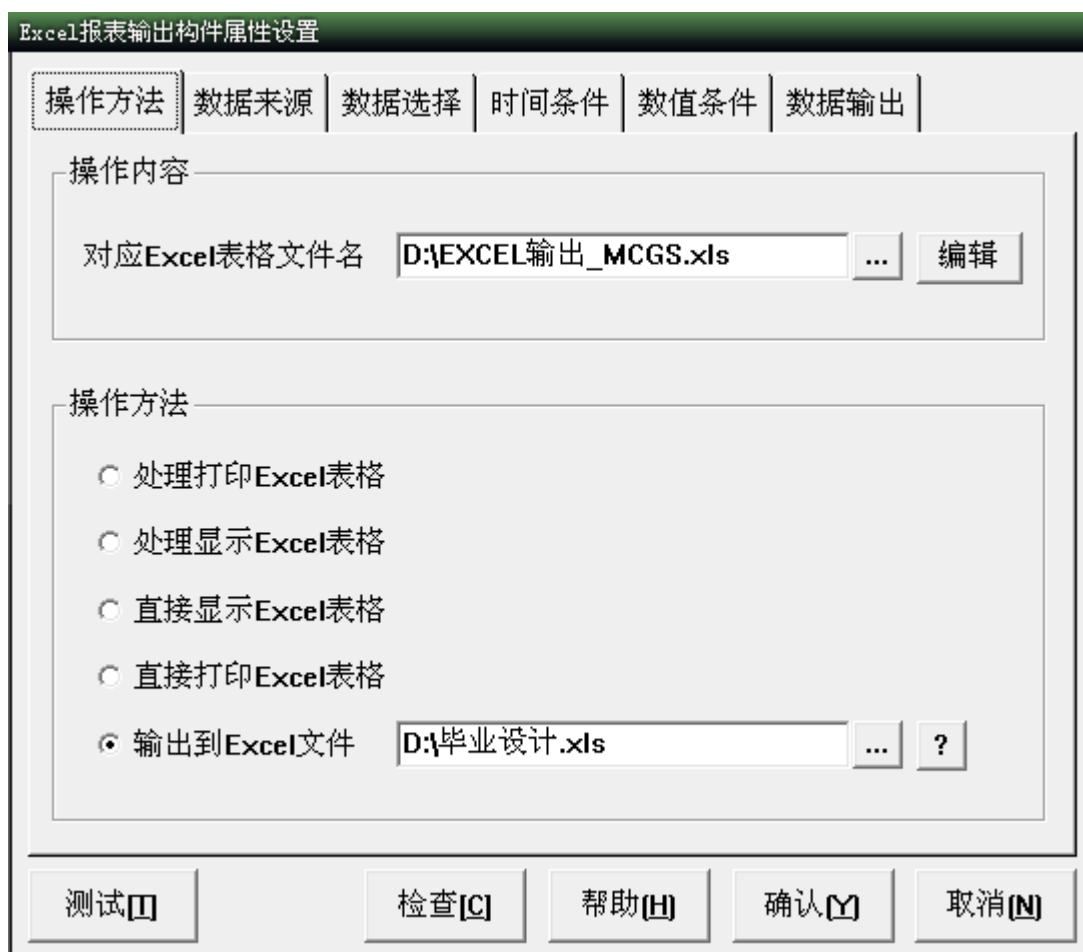 Excel报表输出构件属性设置
操作方法 数据来源 数据选择 时间条件 数值条件 数据输出
操作内容
对应Excel表格文件名 D:\EXCEL输出_MCGS.xls ... 编辑
操作方法
处理打印Excel表格
处理显示Excel表格
直接显示Excel表格
直接打印Excel表格
输出到Excel文件 D:\毕业设计.xls ... ?
测试[T] 检查[C] 帮助[H] 确认[Y] 取消[N]